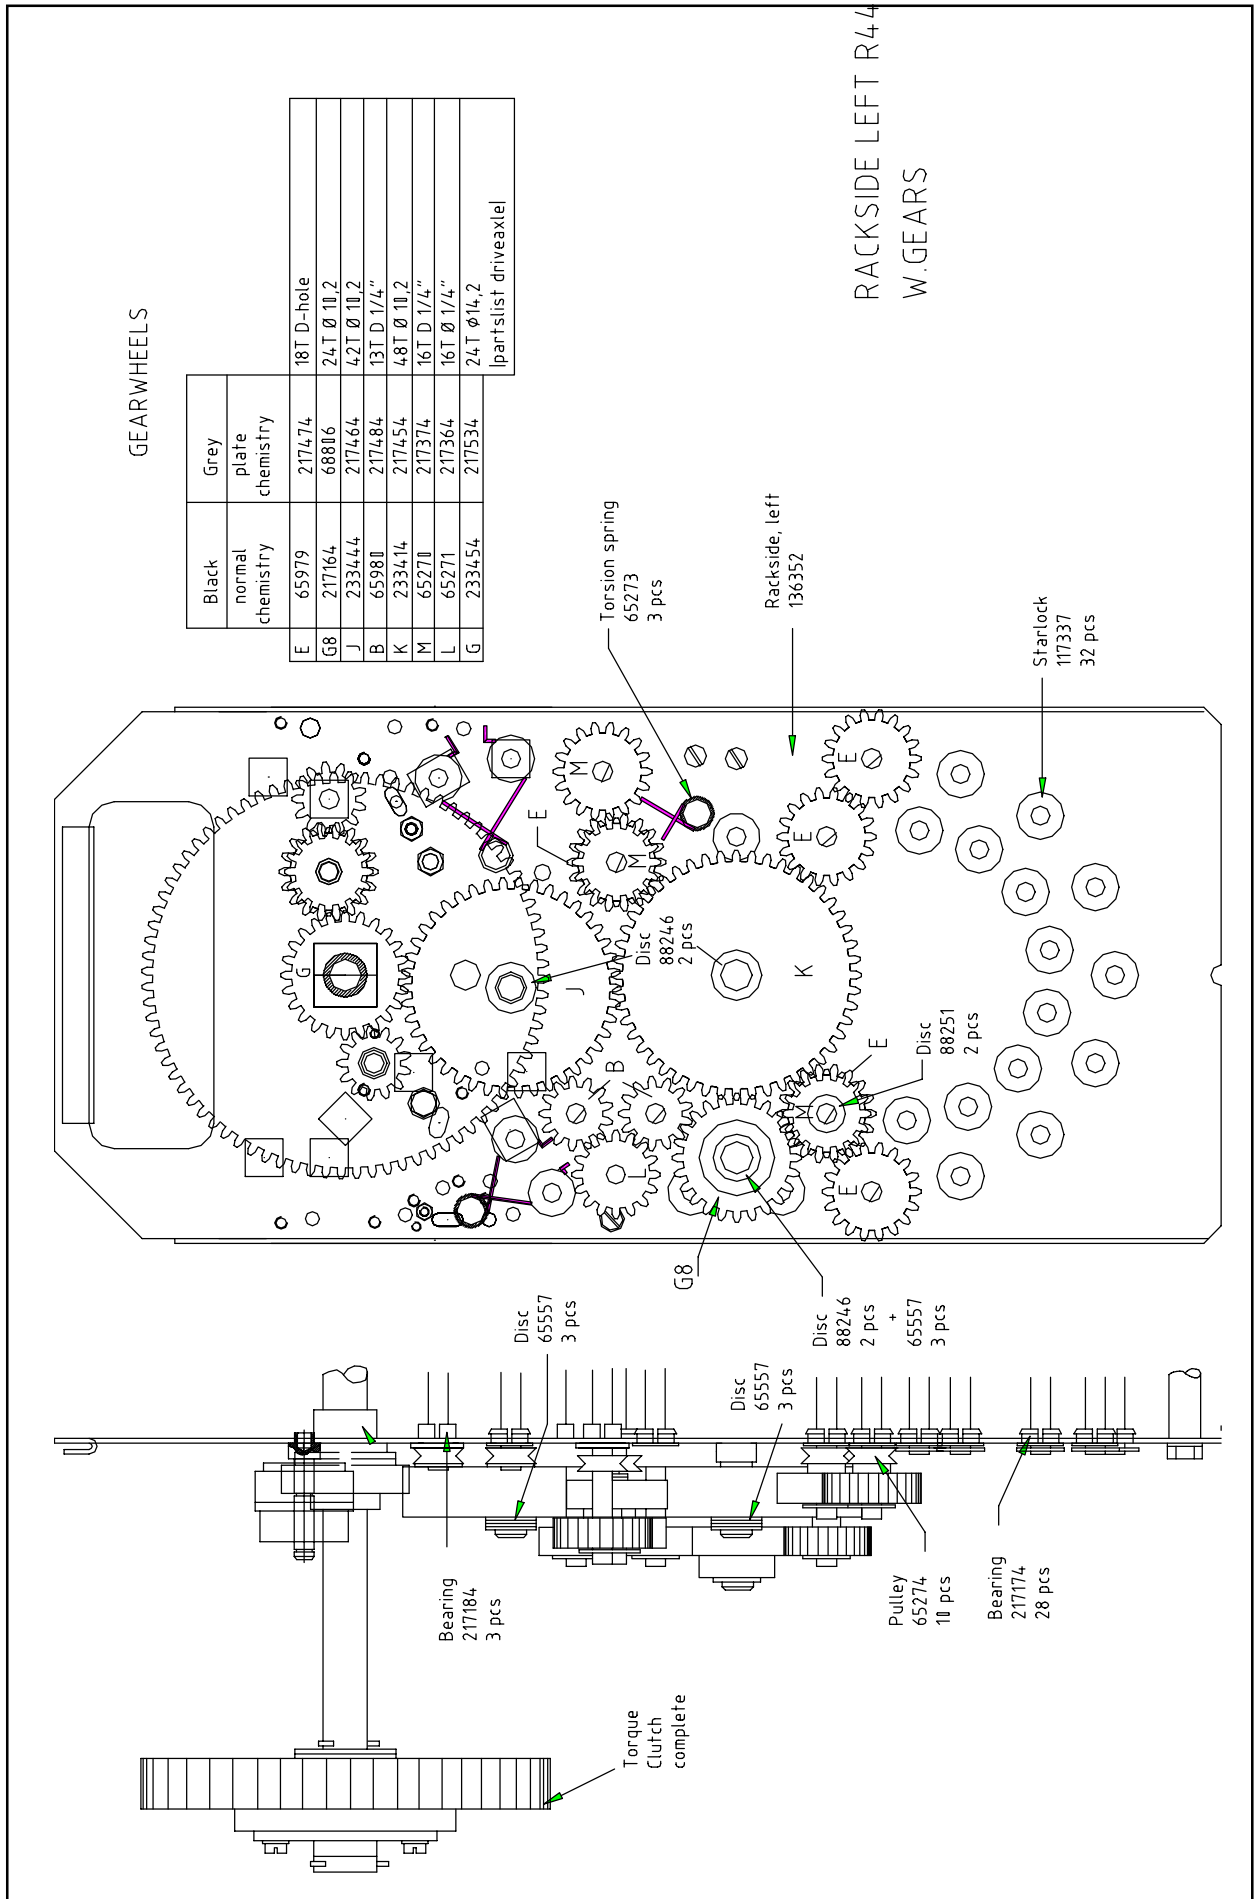 RACKSIDE LEFT R44
W.GEARS
GEARWHEELS
Black Grey
normal chemistry plate chemistry
E 65979 217474 18T D-hole
G8 217164 68806 24T Ø 10,2
J 233444 217464 42T Ø 10,2
B 65980 217484 13T D 1/4"
K 233414 217454 48T Ø 10,2
M 65270 217374 16T D 1/4"
L 65271 217364 16T Ø 1/4"
G 233454 217534 24T ϕ14,2
(partslist driveaxle)
Torsion spring
65273
3 pcs
Rackside, left
136352
Starlock
117337
32 pcs
G
J
K
M
M
E
E
E
E
E
B
L
M
G8
Disc
88246
2 pcs
Disc
88251
2 pcs
Disc
65557
3 pcs
Disc
88246
2 pcs +
65557
3 pcs
Disc
65557
3 pcs
Bearing
217184
3 pcs
Pulley
65274
10 pcs
Bearing
217174
28 pcs
Torque
Clutch
complete